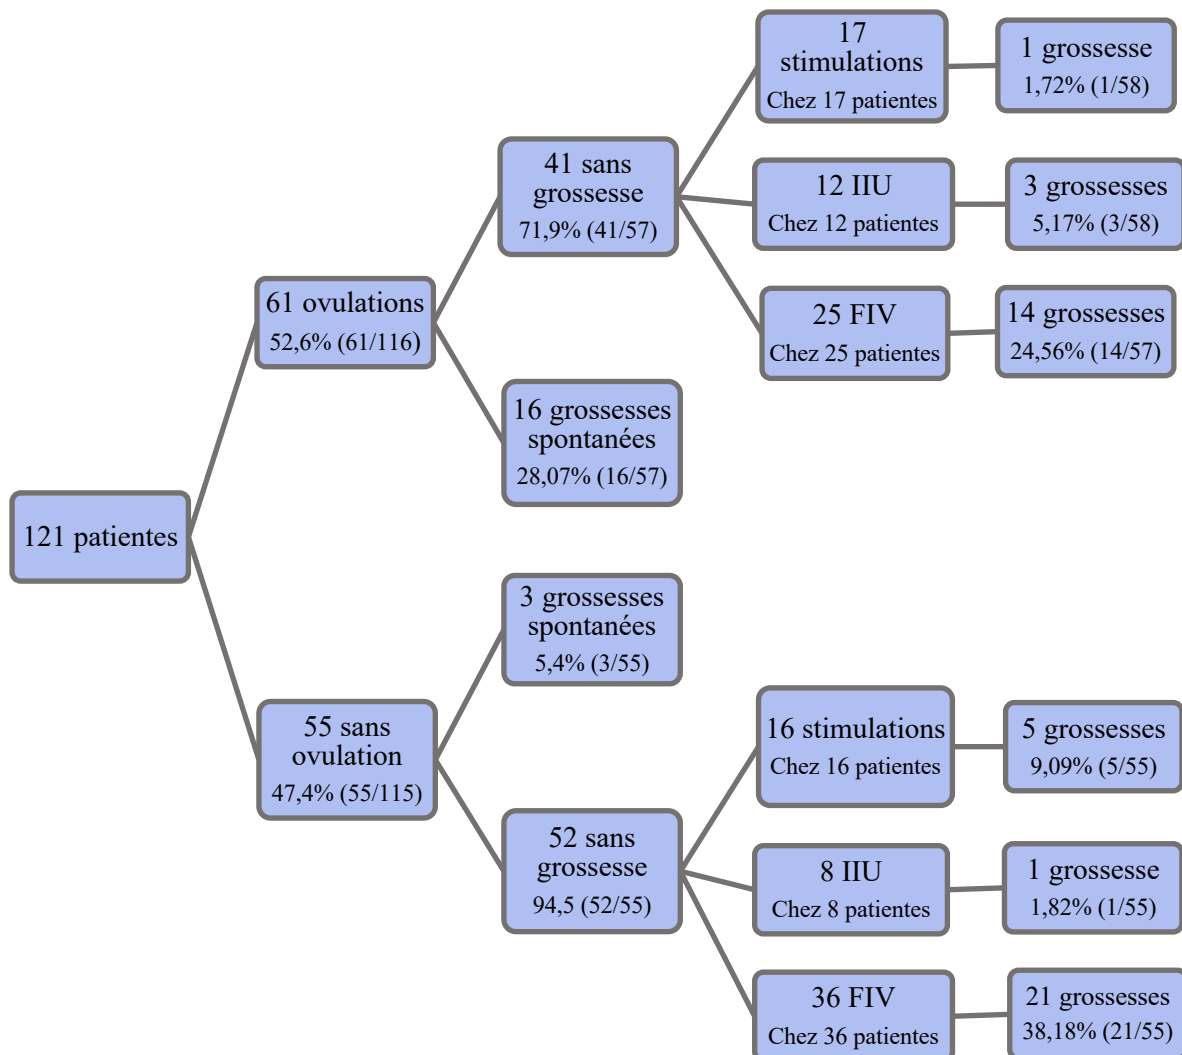 17
stimulations
Chez 17 patientes
1 grossesse
1,72% (1/58)
41 sans
grossesse
71,9% (41/57)
12 IIU
Chez 12 patientes
3 grossesses
5,17% (3/58)
61 ovulations
52,6% (61/116)
25 FIV
Chez 25 patientes
14 grossesses
24,56% (14/57)
16 grossesses
spontanées
28,07% (16/57)
121 patientes
3 grossesses
spontanées
5,4% (3/55)
55 sans
ovulation
47,4% (55/115)
16 stimulations
Chez 16 patientes
5 grossesses
9,09% (5/55)
52 sans
grossesse
94,5 (52/55)
8 IIU
Chez 8 patientes
1 grossesse
1,82% (1/55)
36 FIV
Chez 36 patientes
21 grossesses
38,18% (21/55)